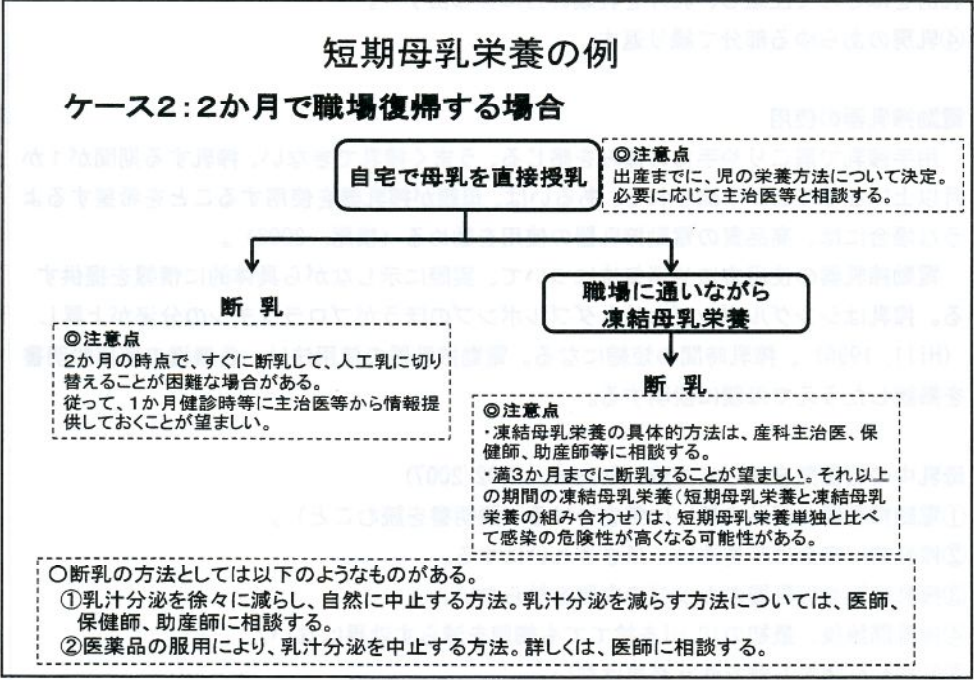 短期母乳栄養の例
ケース2：2か月で職場復帰する場合
自宅で母乳を直接授乳
◎注意点
出産までに、児の栄養方法について決定。
必要に応じて主治医等と相談する。
断 乳
◎注意点
2か月の時点で、すぐに断乳して、人工乳に切り
替えることが困難な場合がある。
従って、1か月健診時等に主治医等から情報提
供しておくことが望ましい。
職場に通いながら
凍結母乳栄養
断 乳
◎注意点
・凍結母乳栄養の具体的方法は、産科主治医、保
健師、助産師等に相談する。
・満3か月までに断乳することが望ましい。それ以上
の期間の凍結母乳栄養（短期母乳栄養と凍結母乳
栄養の組み合わせ）は、短期母乳栄養単独と比べ
て感染の危険性が高くなる可能性がある。
○断乳の方法としては以下のようなものがある。
①乳汁分泌を徐々に減らし、自然に中止する方法。乳汁分泌を減らす方法については、医師、
保健師、助産師に相談する。
②医薬品の服用により、乳汁分泌を中止する方法。詳しくは、医師に相談する。